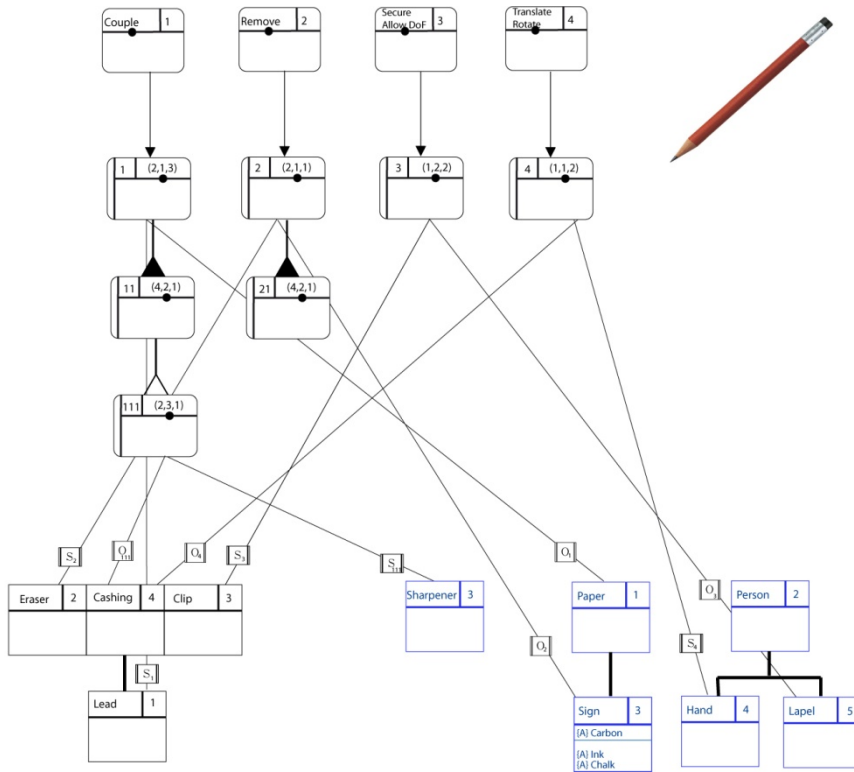 Couple 1
Remove 2
Secure
Allow DoF 3
Translate
Rotate 4
1 (2,1,3)
2 (2,1,1)
3 (1,2,2)
4 (1,1,2)
11 (4,2,1)
21 (4,2,1)
111 (2,3,1)
S2
O111
O4
S3
S111
O1
O3
Eraser 2
Cashing 4
Clip 3
Sharpener 3
Paper 1
Person 2
O2
S4
S1
Lead 1
Sign 3
{A} Carbon
{A} Ink
{A} Chalk
Hand 4
Lapel 5